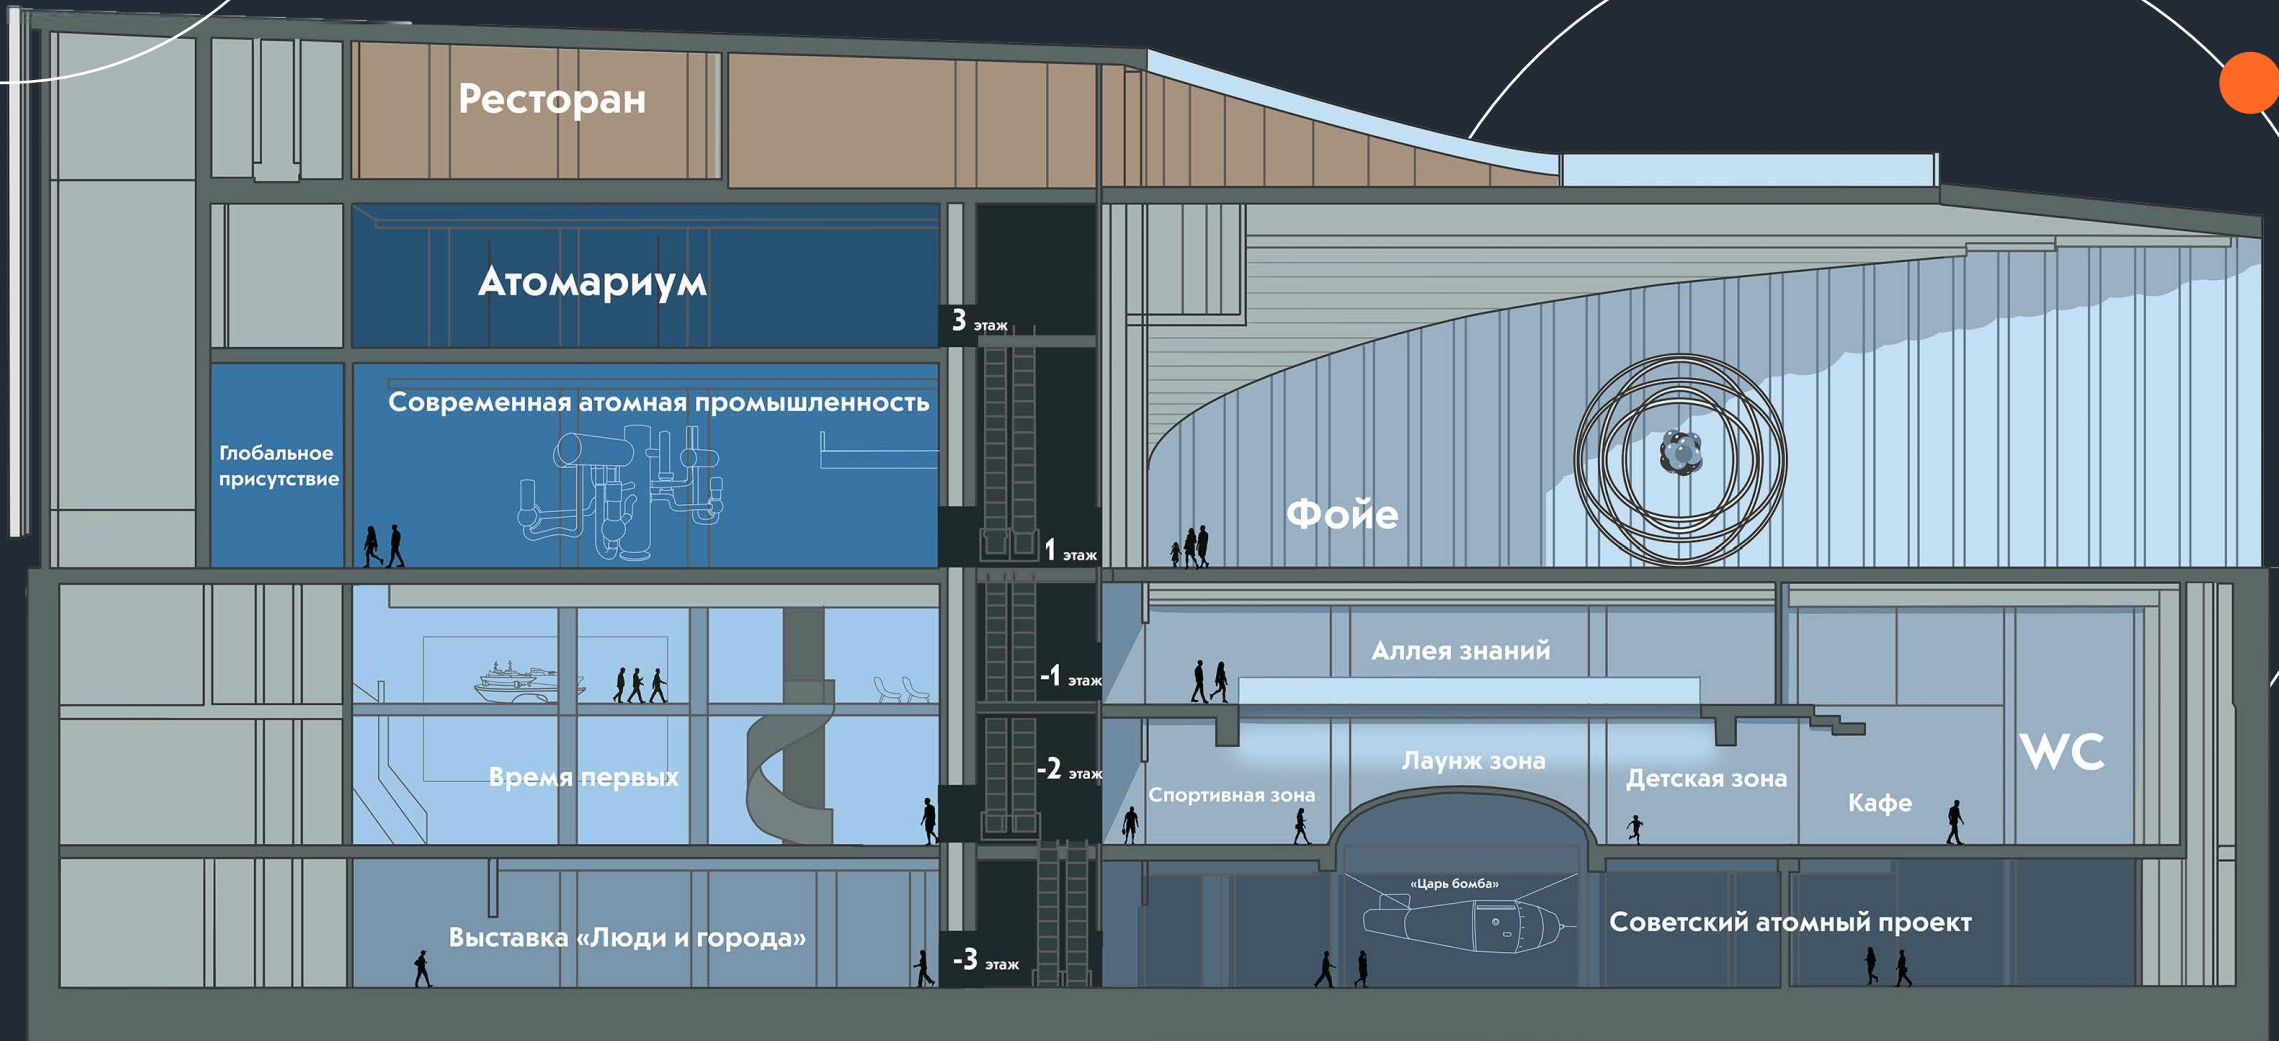 Ресторан
Атомариум
3 этаж
Современная атомная промышленность
Глобальное
присутствие
Фойе
1 этаж
Аллея знаний
-1 этаж
WC
Лаунж зона
-2 этаж
Время первых
Детская зона
Спортивная зона
Кафе
«Царь бомба»
Советский атомный проект
Выставка «Люди и города»
-3 этаж